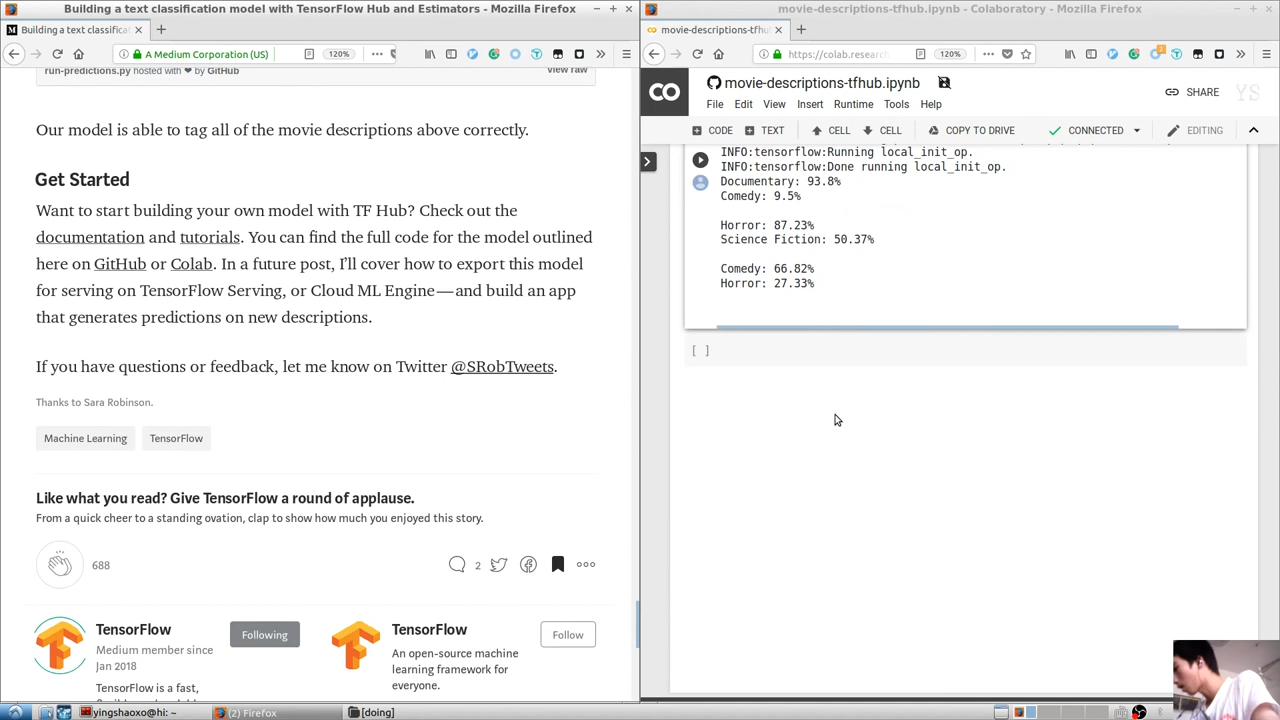 Building a text classification model with TensorFlow Hub and Estimators - Mozilla Firefox
Building a text classificat
A Medium Corporation (US)
120%
run-predictions.py hosted with ❤ by GitHub
view raw
Our model is able to tag all of the movie descriptions above correctly.
Get Started
Want to start building your own model with TF Hub? Check out the
documentation and tutorials. You can find the full code for the model outlined
here on GitHub or Colab. In a future post, I'll cover how to export this model
for serving on TensorFlow Serving, or Cloud ML Engine — and build an app
that generates predictions on new descriptions.
If you have questions or feedback, let me know on Twitter @SRobTweets.
Thanks to Sara Robinson.
Machine Learning
TensorFlow
Like what you read? Give TensorFlow a round of applause.
From a quick cheer to a standing ovation, clap to show how much you enjoyed this story.
688
2
TensorFlow
Following
Medium member since
Jan 2018
TensorFlow is a fast,
TensorFlow
Follow
An open-source machine
learning framework for
everyone.
movie-descriptions-tfhub.ipynb - Colaboratory - Mozilla Firefox
movie-descriptions-tfhub
https://colab.research
120%
CO
movie-descriptions-tfhub.ipynb
SHARE
YS
File Edit View Insert Runtime Tools Help
CODE TEXT CELL CELL COPY TO DRIVE CONNECTED EDITING
INFO:tensorflow:Running local_init_op.
INFO:tensorflow:Done running local_init_op.
Documentary: 93.8%
Comedy: 9.5%
Horror: 87.23%
Science Fiction: 50.37%
Comedy: 66.82%
Horror: 27.33%
[ ]
yingshaoxo@hi: ~
(2) Firefox
[doing]